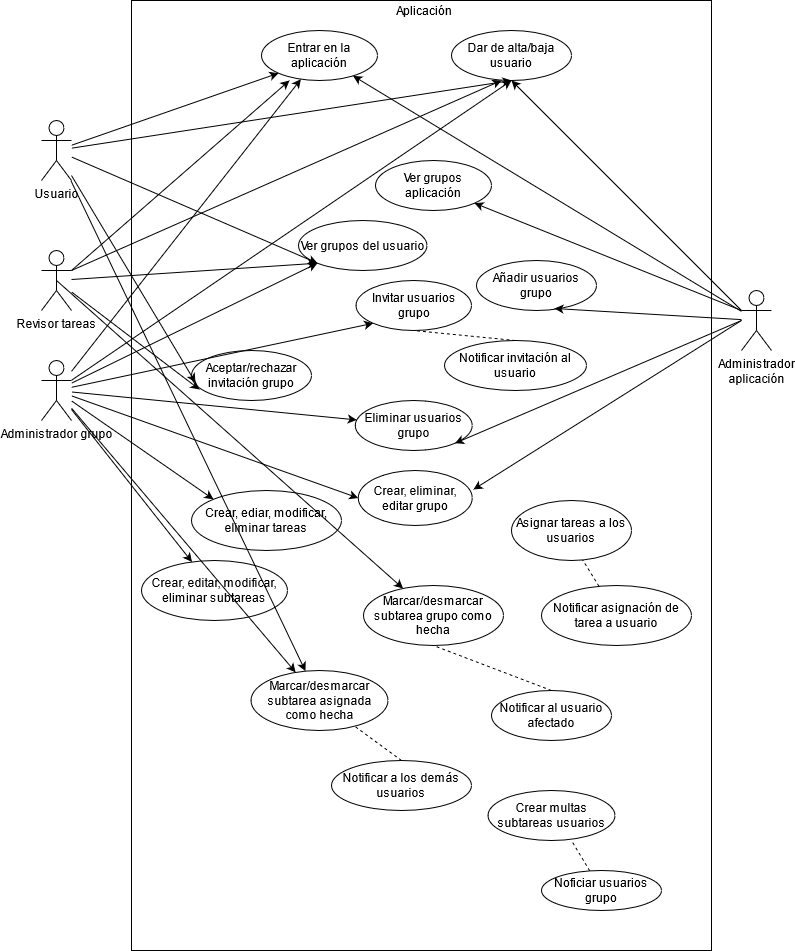 Aplicación
Entrar en la
aplicación
Dar de alta/baja
usuario
Usuario
Ver grupos
aplicación
Ver grupos del usuario
Revisor tareas
Añadir usuarios
grupo
Invitar usuarios
grupo
Notificar invitación al
usuario
Administrador
aplicación
Aceptar/rechazar
invitación grupo
Administrador grupo
Eliminar usuarios
grupo
Crear, eliminar,
editar grupo
Crear, ediar, modificar,
eliminar tareas
Asignar tareas a los
usuarios
Crear, editar, modificar,
eliminar subtareas
Marcar/desmarcar
subtarea grupo como
hecha
Notificar asignación de
tarea a usuario
Marcar/desmarcar
subtarea asignada
como hecha
Notificar al usuario
afectado
Notificar a los demás
usuarios
Crear multas
subtareas usuarios
Noficiar usuarios
grupo